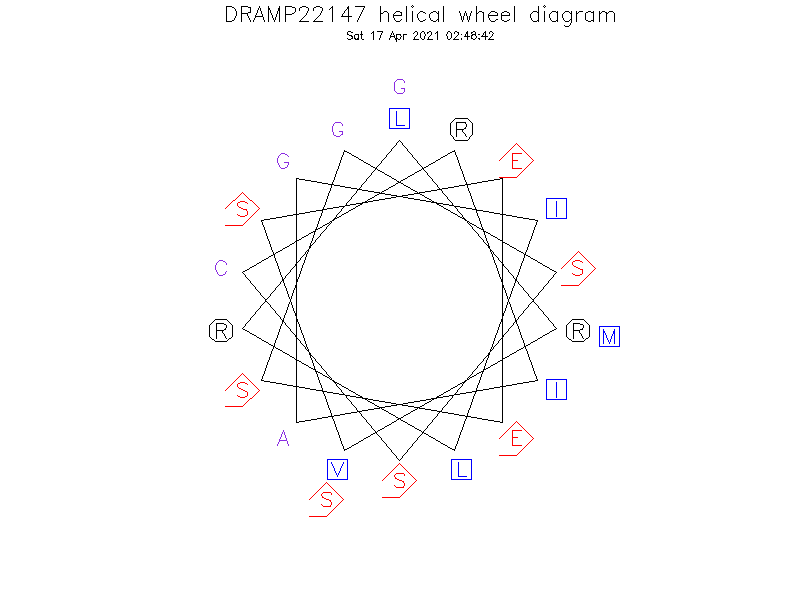 DRAMP22147 helical wheel diagram
Sat 17 Apr 2021 02:48:42
G
G L R
G E
S I
C S
R R M
S I
A E
V S L
S